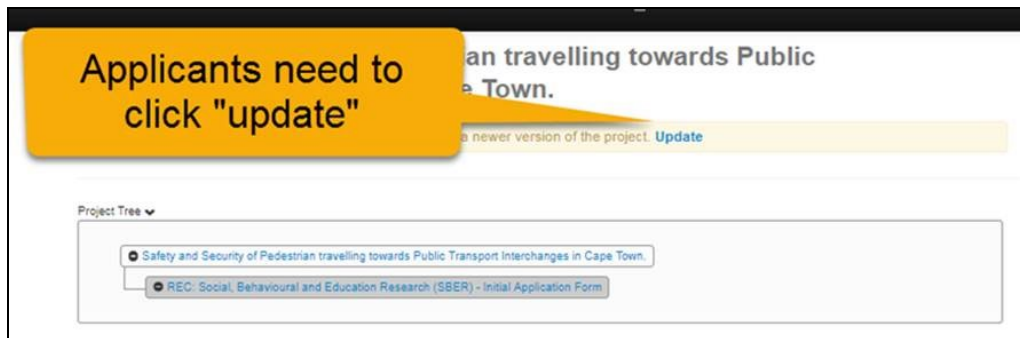 Applicants need to
click "update"
an travelling towards Public
e Town.
a newer version of the project. Update
Project Tree
Safety and Security of Pedestrian travelling towards Public Transport Interchanges in Cape Town.
REC: Social, Behavioural and Education Research (SBER) - Initial Application Form